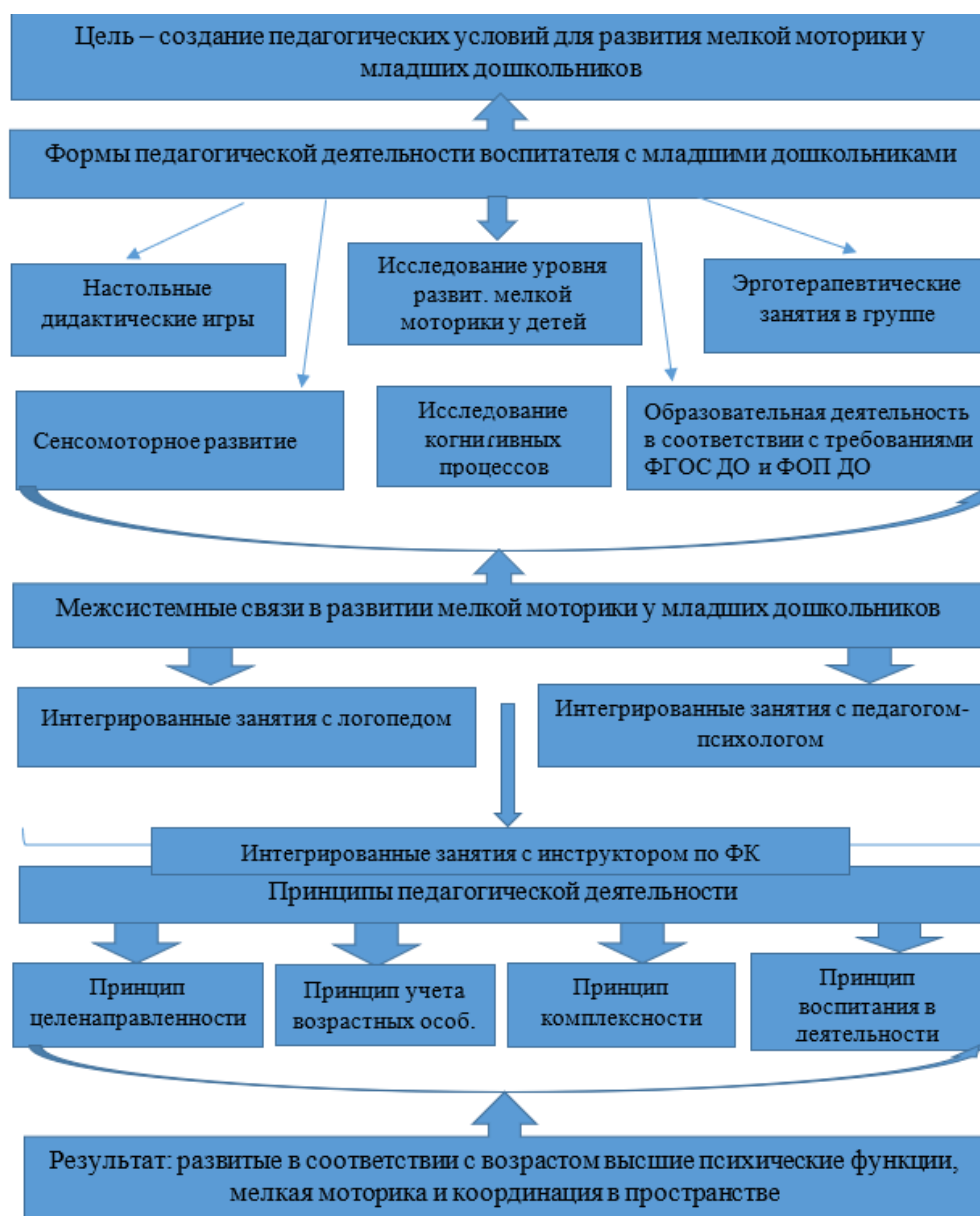 Цель – создание педагогических условий для развития мелкой моторики у
младших дошкольников
Формы педагогической деятельности воспитателя с младшими дошкольниками
Настольные
дидактические игры
Исследование уровня
развит. мелкой
моторики у детей
Эрготерапевтические
занятия в группе
Сенсомоторное развитие
Исследование
когнитивных
процессов
Образовательная деятельность
в соответствии с требованиями
ФГОС ДО и ФОП ДО
Межсистемные связи в развитии мелкой моторики у младших дошкольников
Интегрированные занятия с логопедом
Интегрированные занятия с педагогом-
психологом
Интегрированные занятия с инструктором по ФК
Принципы педагогической деятельности
Принцип
целенаправленности
Принцип учета
возрастных особ.
Принцип
комплексности
Принцип
воспитания в
деятельности
Результат: развитые в соответствии с возрастом высшие психические функции,
мелкая моторика и координация в пространстве